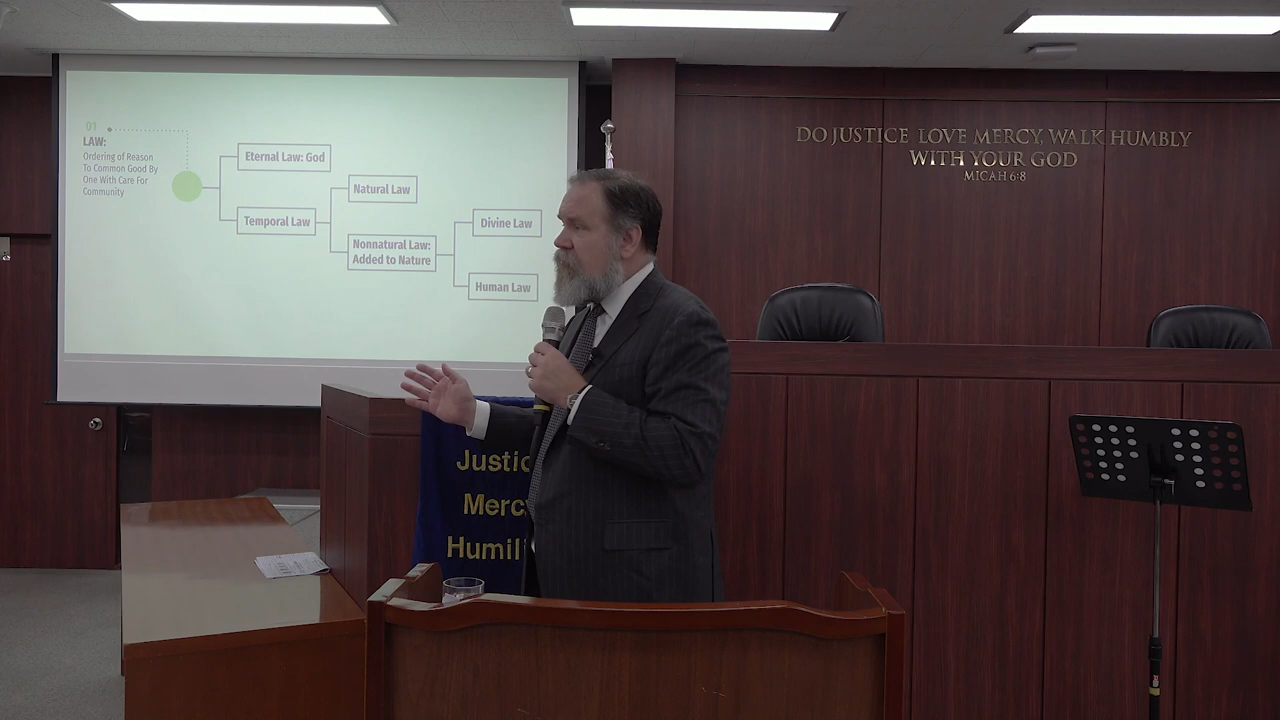 01
LAW:
Ordering of Reason
To Common Good By
One With Care For
Community
Eternal Law: God
Temporal Law
Natural Law
Nonnatural Law:
Added to Nature
Divine Law
Human Law
DO JUSTICE LOVE MERCY, WALK HUMBLY
WITH YOUR GOD
MICAH 6:8
Justic
Merc
Humil